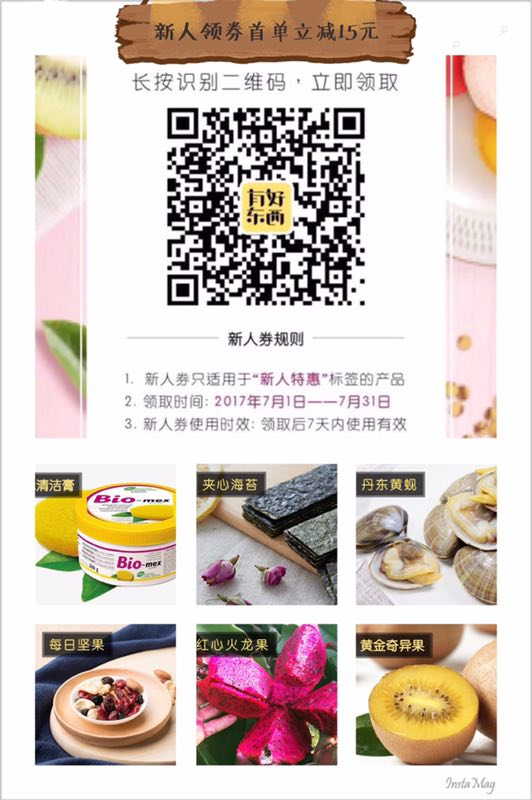 新人领券首单立减15元
长按识别二维码，立即领取
有好
东西
新人券规则
1. 新人券只适用于“新人特惠”标签的产品
2. 领取时间: 2017年7月1日——7月31日
3. 新人券使用时效: 领取后7天内使用有效
清洁膏
夹心海苔
丹东黄蚬
Bio-mex
Bio-mex
每日坚果
红心火龙果
黄金奇异果
InstaMag